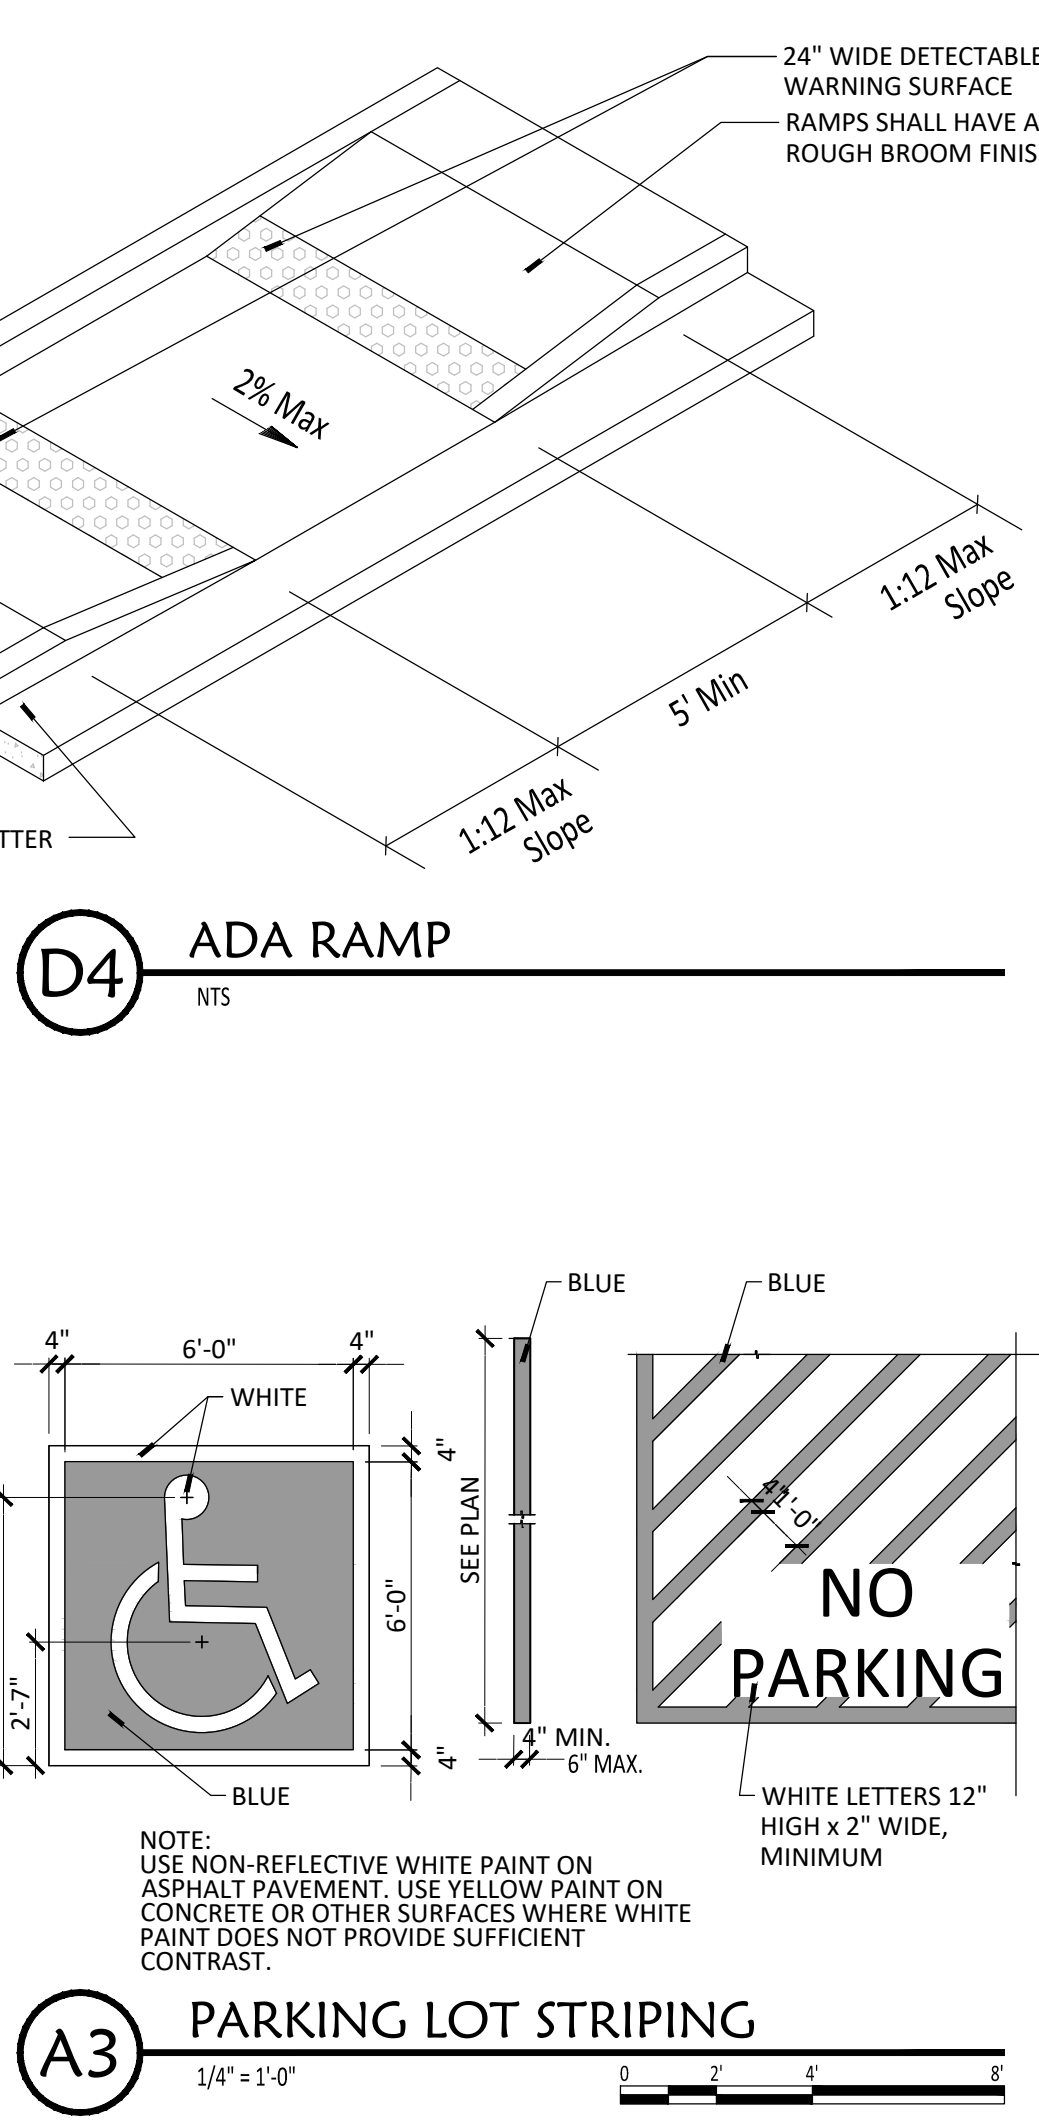 24" WIDE DETECTABLE
WARNING SURFACE
RAMPS SHALL HAVE A
ROUGH BROOM FINIS
2% Max
1:12 Max
Slope
5' Min
1:12 Max
Slope
TTER
D4
ADA RAMP
NTS
BLUE
BLUE
4"
6'-0"
4"
WHITE
4"
SEE PLAN
4"
1'-0"
6'-0"
NO
PARKING
2'-7"
4"
4" MIN.
6" MAX.
BLUE
WHITE LETTERS 12"
HIGH x 2" WIDE,
MINIMUM
NOTE:
USE NON-REFLECTIVE WHITE PAINT ON
ASPHALT PAVEMENT. USE YELLOW PAINT ON
CONCRETE OR OTHER SURFACES WHERE WHITE
PAINT DOES NOT PROVIDE SUFFICIENT
CONTRAST.
A3
PARKING LOT STRIPING
1/4" = 1'-0"
0 2' 4' 8'